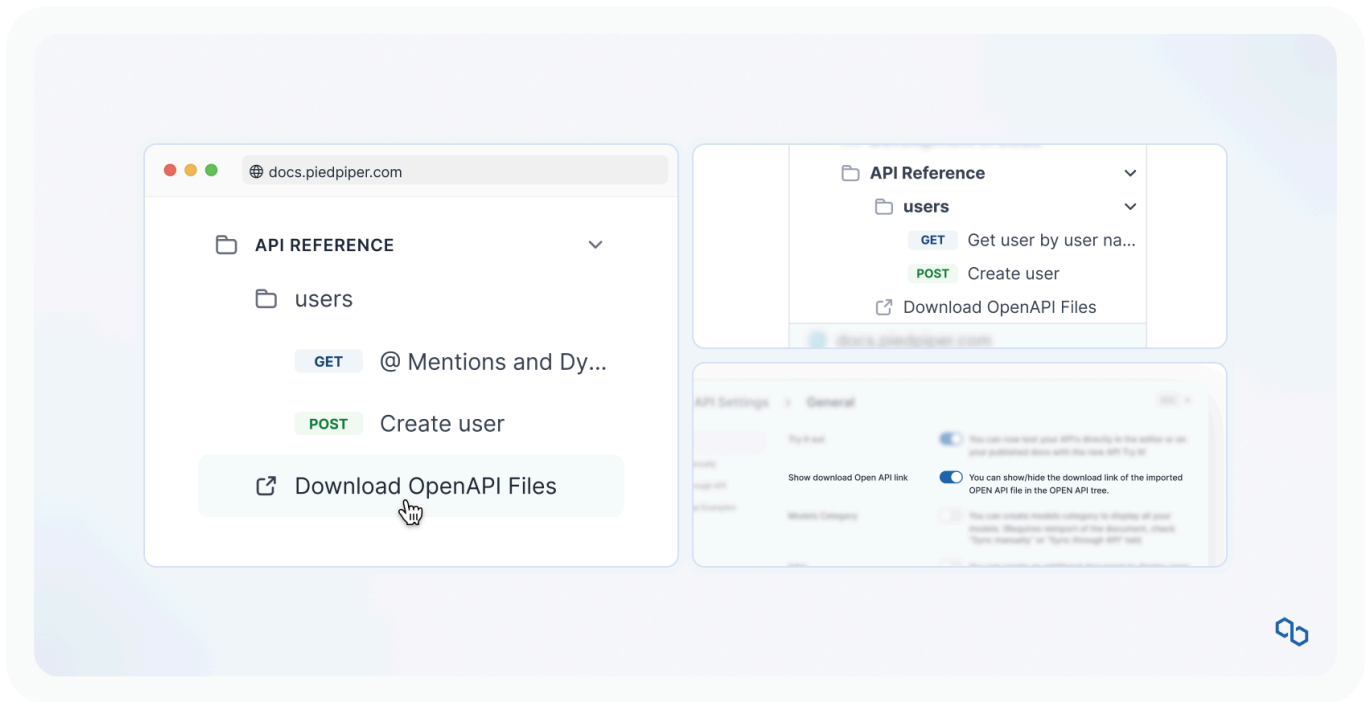 docs.piedpiper.com
API REFERENCE
users
GET @ Mentions and Dy...
POST Create user
Download OpenAPI Files
API Reference
users
GET Get user by user na...
POST Create user
Download OpenAPI Files
docs.piedpiper.com
API Settings > General
Try it out
You can now test your API's directly in the editor or on
your published docs with the new API Try It!
Show download Open API link
You can show/hide the download link of the imported
OPEN API file in the OPEN API tree.
Models Category
You can create models category to display all your
models. (Requires reimport of the document, check
"Sync manually" or "Sync through API" tab)